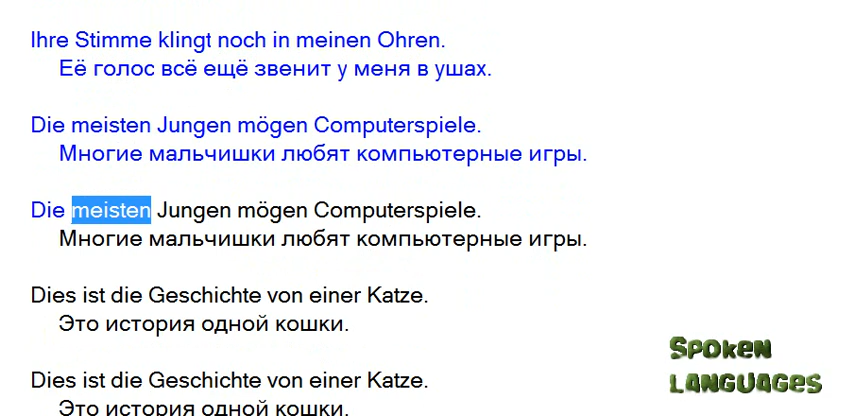 Ihre Stimme klingt noch in meinen Ohren.
Её голос всё ещё звенит у меня в ушах.
Die meisten Jungen mögen Computerspiele.
Многие мальчишки любят компьютерные игры.
Die meisten Jungen mögen Computerspiele.
Многие мальчишки любят компьютерные игры.
Dies ist die Geschichte von einer Katze.
Это история одной кошки.
Dies ist die Geschichte von einer Katze.
Это история одной кошки.
Spoken
Languages